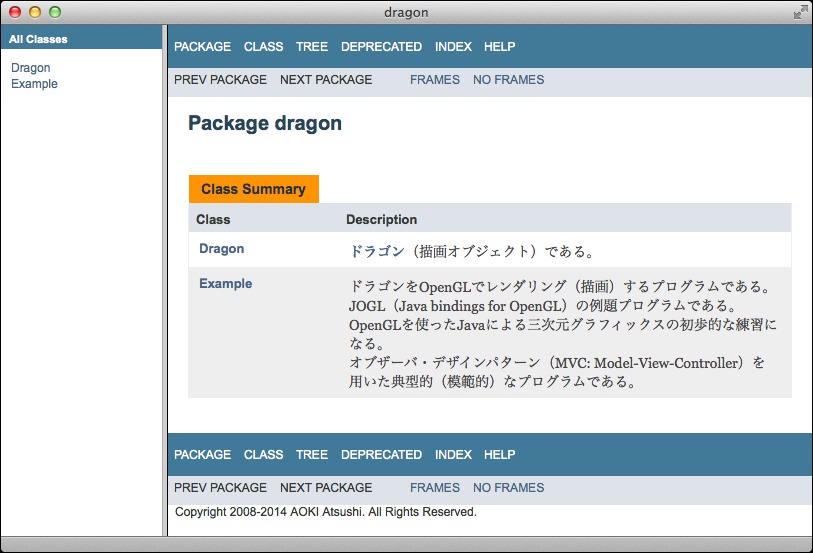 dragon
All Classes
Dragon
Example
PACKAGE CLASS TREE DEPRECATED INDEX HELP
PREV PACKAGE NEXT PACKAGE FRAMES NO FRAMES
Package dragon
Class Summary
Class Description
Dragon ドラゴン（描画オブジェクト）である。
Example ドラゴンをOpenGLでレンダリング（描画）するプログラムである。
JOGL（Java bindings for OpenGL）の例題プログラムである。
OpenGLを使ったJavaによる三次元グラフィックスの初歩的な練習に
なる。
オブザーバ・デザインパターン（MVC: Model-View-Controller）を
用いた典型的（模範的）なプログラムである。
PACKAGE CLASS TREE DEPRECATED INDEX HELP
PREV PACKAGE NEXT PACKAGE FRAMES NO FRAMES
Copyright 2008-2014 AOKI Atsushi. All Rights Reserved.